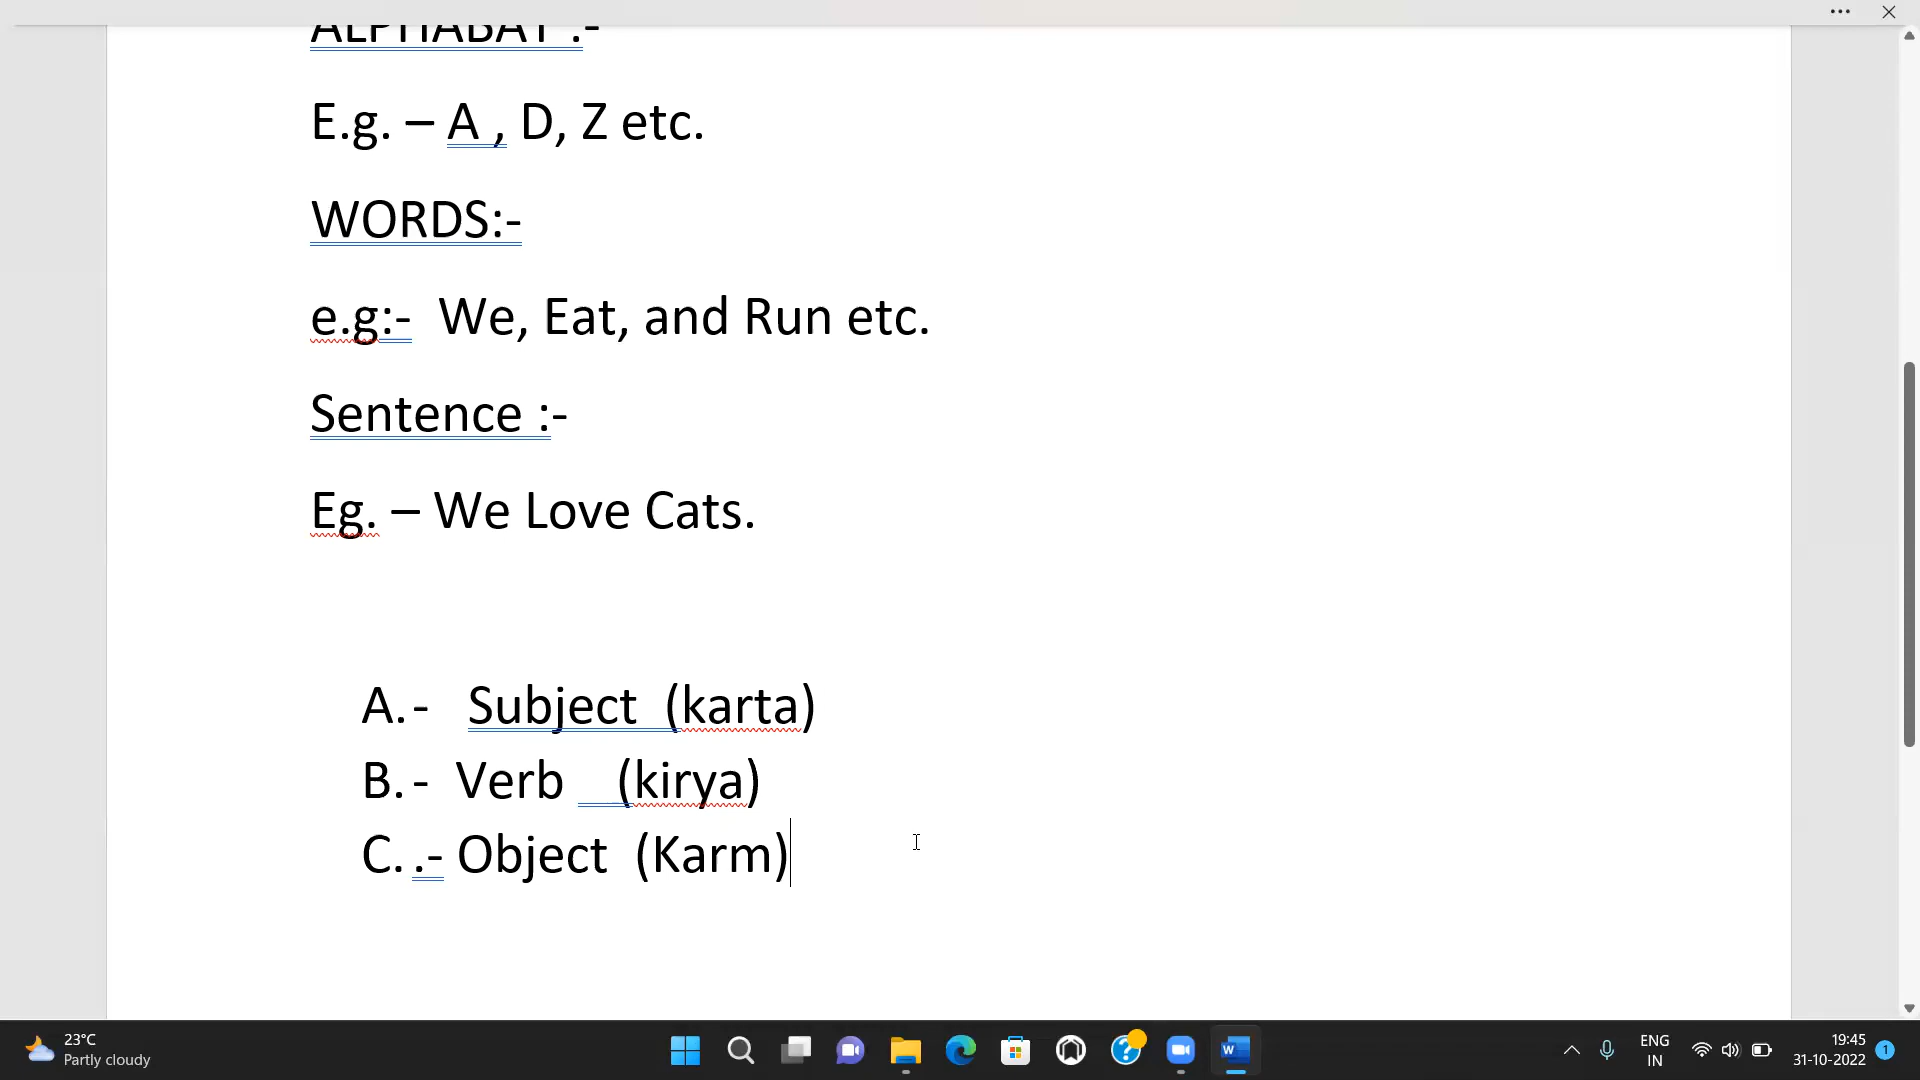 ALPHABAT :-
E.g. – A , D, Z etc.
WORDS:-
e.g:- We, Eat, and Run etc.
Sentence :-
Eg. – We Love Cats.
A.- Subject (karta)
B.- Verb (kirya)
C. .- Object (Karm)
23°C
Partly cloudy
ENG
IN
19:45
31-10-2022
1